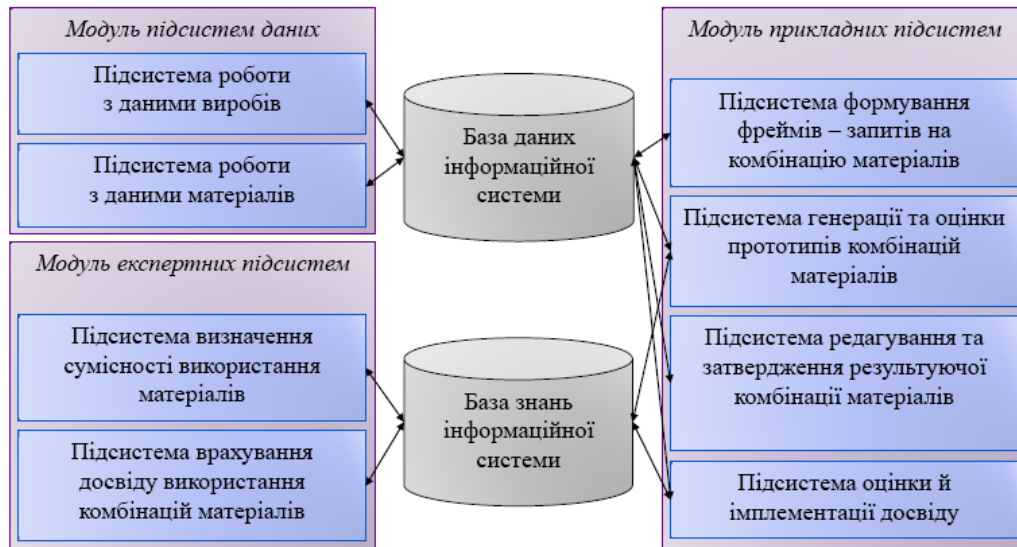 Модуль підсистем даних
Підсистема роботи
з даними виробів
Підсистема роботи
з даними матеріалів
Модуль експертних підсистем
Підсистема визначення
сумісності використання
матеріалів
Підсистема врахування
досвіду використання
комбінацій матеріалів
База даних
інформаційної
системи
База знань
інформаційної
системи
Модуль прикладних підсистем
Підсистема формування
фреймів – запитів на
комбінацію матеріалів
Підсистема генерації та оцінки
прототипів комбінацій
матеріалів
Підсистема редагування та
затвердження результуючої
комбінації матеріалів
Підсистема оцінки й
імплементації досвіду